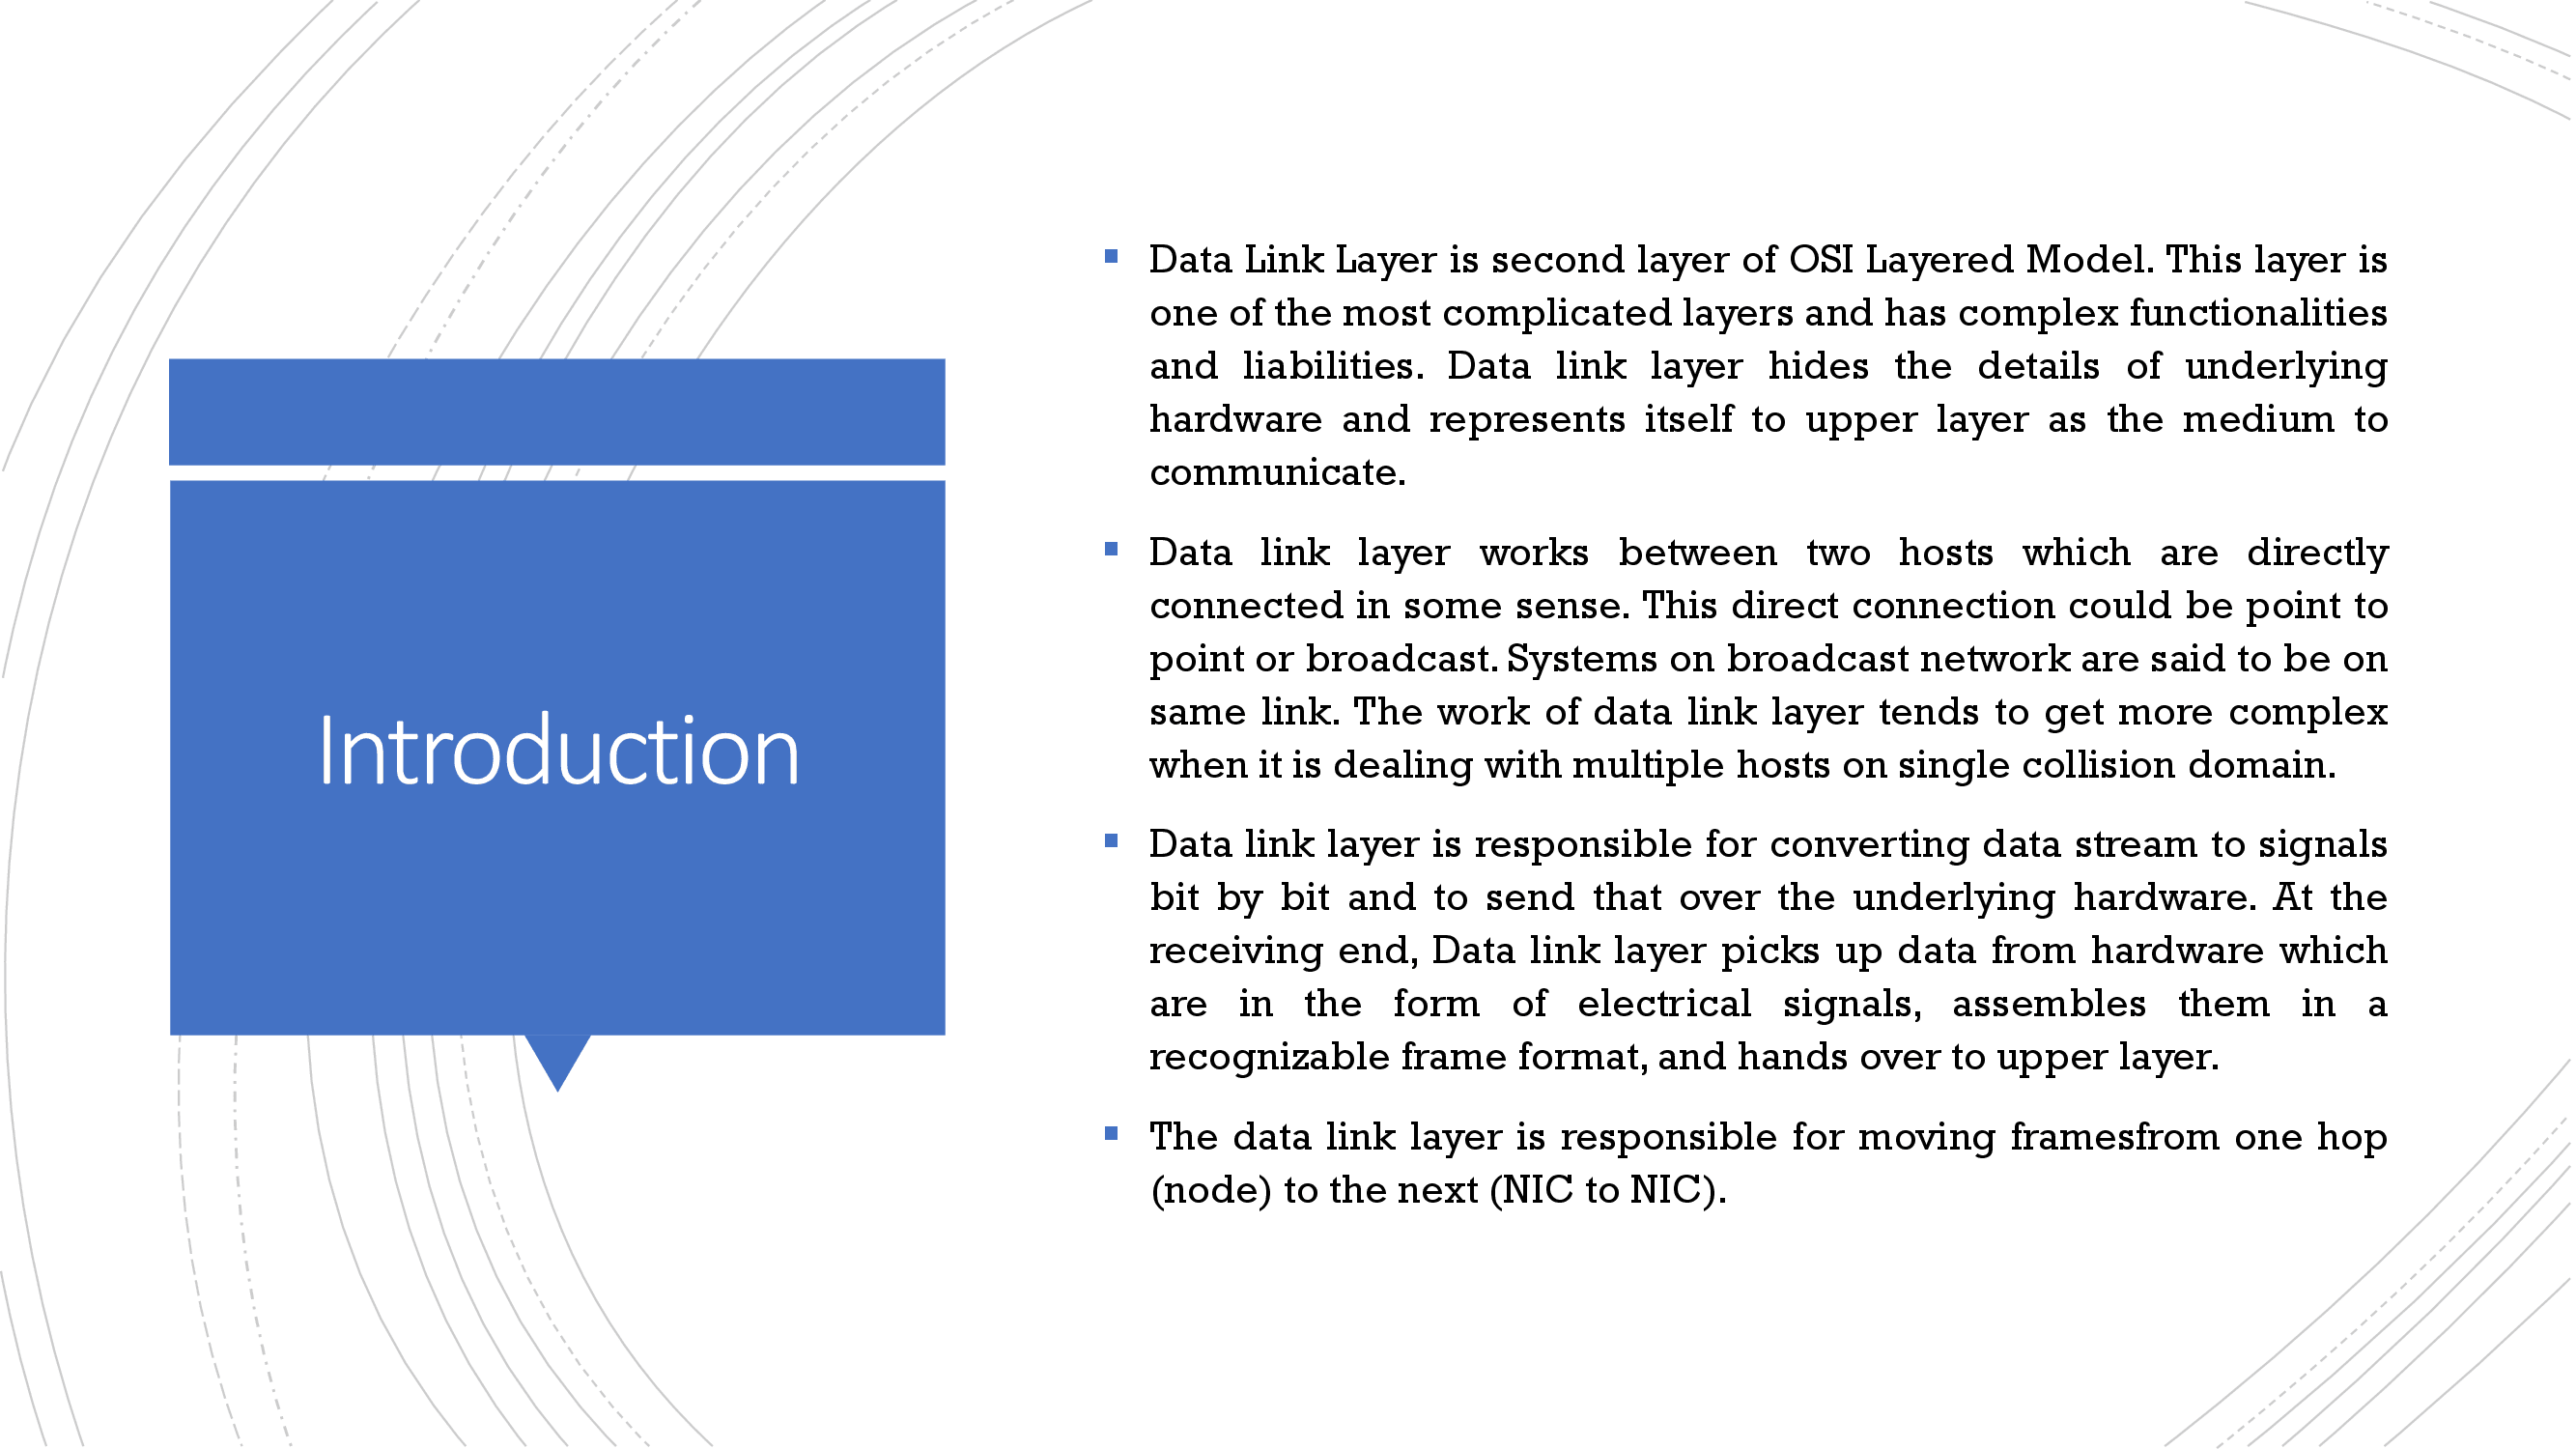 Introduction
Data Link Layer is second layer of OSI Layered Model. This layer is
one of the most complicated layers and has complex functionalities
and liabilities. Data link layer hides the details of underlying
hardware and represents itself to upper layer as the medium to
communicate.
Data link layer works between two hosts which are directly
connected in some sense. This direct connection could be point to
point or broadcast. Systems on broadcast network are said to be on
same link. The work of data link layer tends to get more complex
when it is dealing with multiple hosts on single collision domain.
Data link layer is responsible for converting data stream to signals
bit by bit and to send that over the underlying hardware. At the
receiving end, Data link layer picks up data from hardware which
are in the form of electrical signals, assembles them in a
recognizable frame format, and hands over to upper layer.
The data link layer is responsible for moving framesfrom one hop
(node) to the next (NIC to NIC).